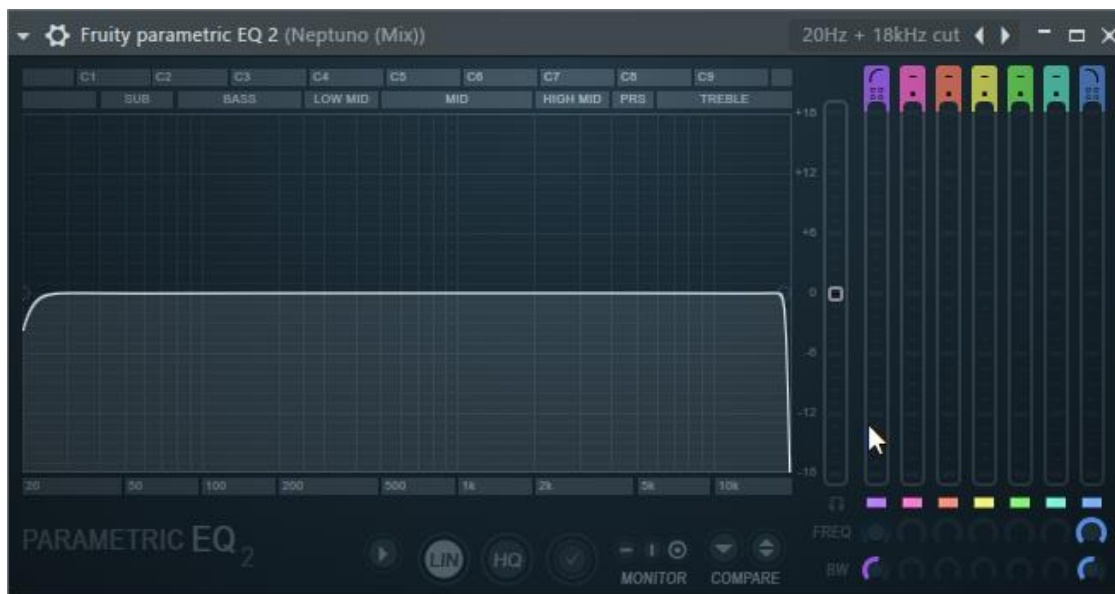 Fruity parametric EQ 2 (Neptuno (Mix)) 20Hz + 18kHz cut
C1 C2 C3 C4 C5 C6 C7 C8 C9
SUB BASS LOW MID MID HIGH MID PRS TREBLE
+18
+12
+6
0
-6
-12
-18
20 50 100 200 500 1k 2k 5k 10k
FREQ
PARAMETRIC EQ 2
LIN HQ
BW
MONITOR COMPARE